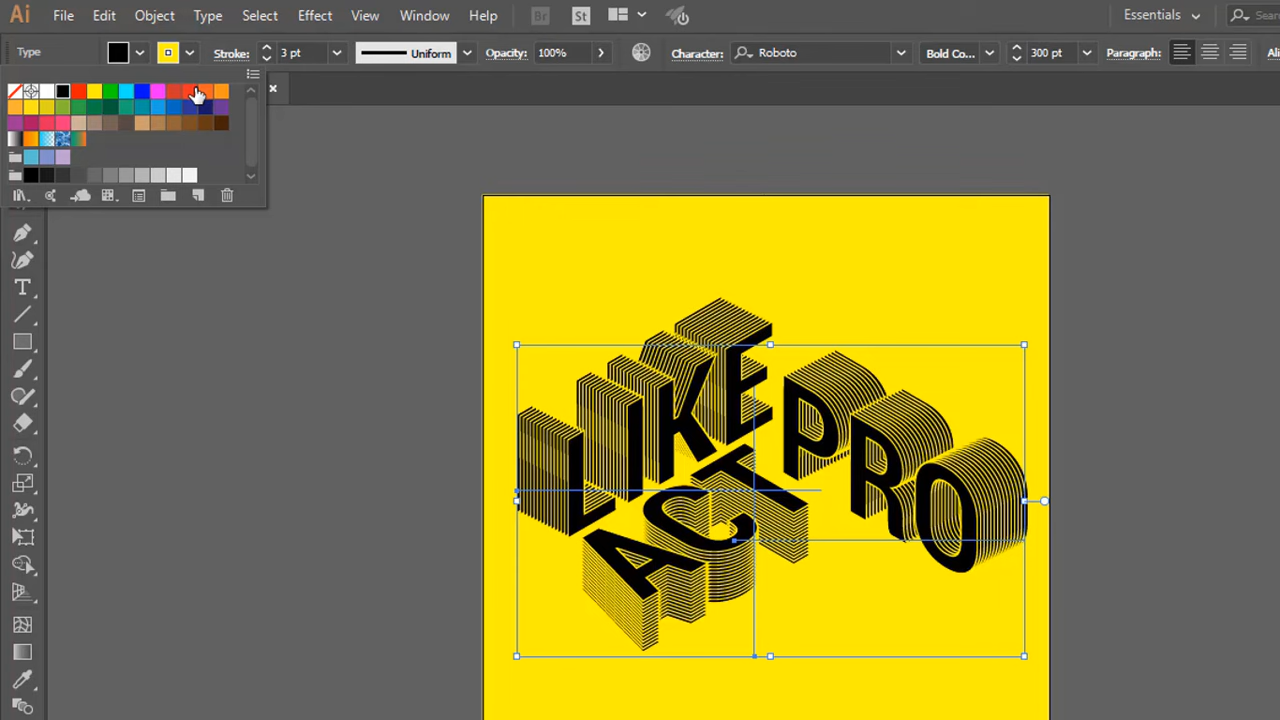 Ai File Edit Object Type Select Effect View Window Help Br St Essentials
Type Stroke: 3 pt Uniform Opacity: 100% Character: Roboto Bold Co... 300 pt Paragraph:
LIKE
PRO
ACT